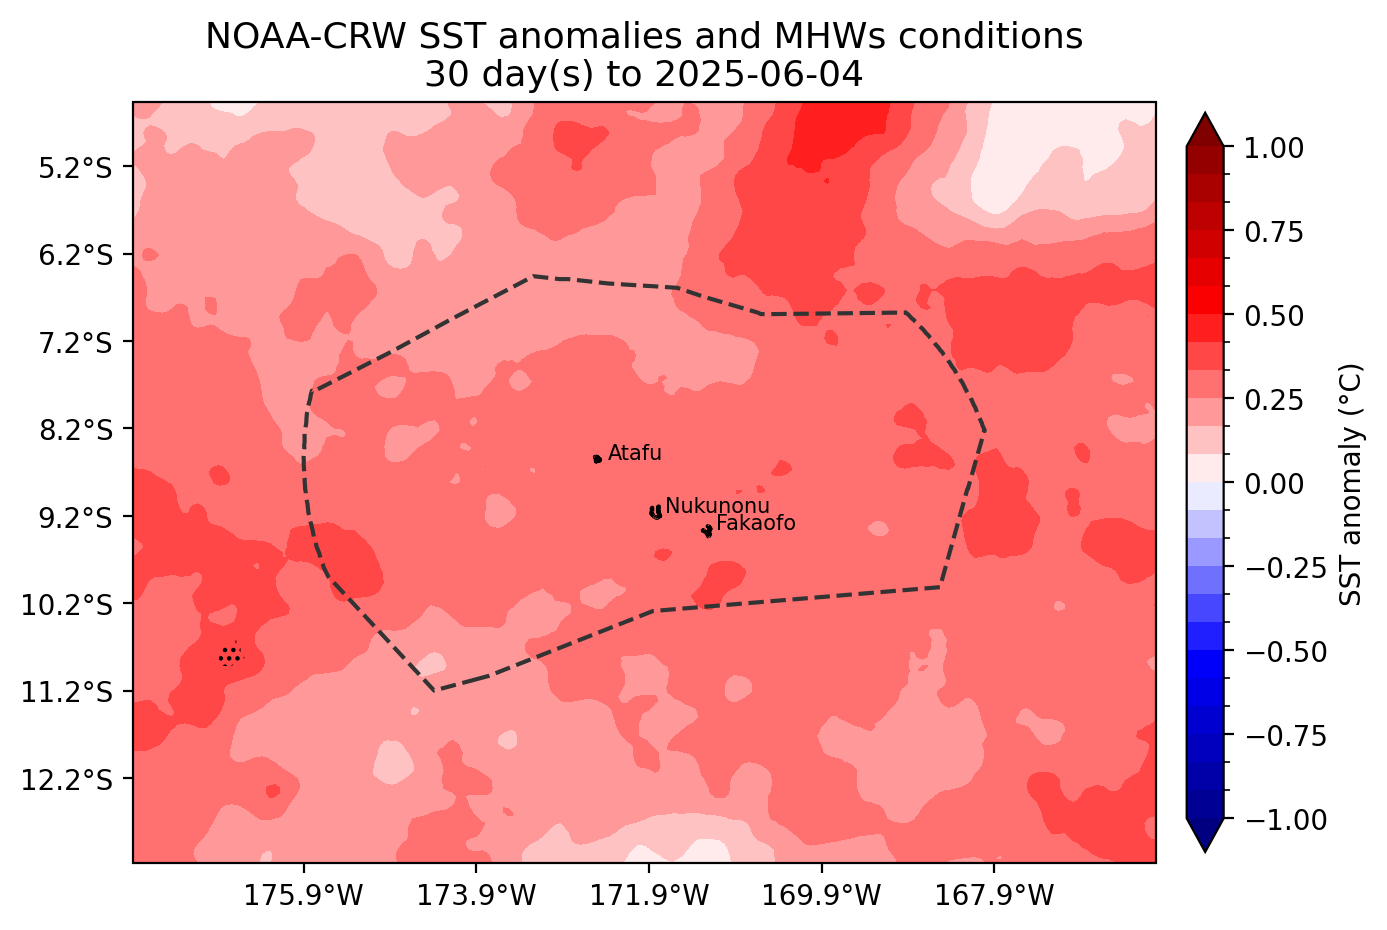 NOAA-CRW SST anomalies and MHWs conditions
30 day(s) to 2025-06-04
5.2°S
6.2°S
7.2°S
8.2°S
9.2°S
10.2°S
11.2°S
12.2°S
Atafu
Nukunonu
Fakaofo
175.9°W
173.9°W
171.9°W
169.9°W
167.9°W
1.00
0.75
0.50
0.25
0.00
−0.25
−0.50
−0.75
−1.00
SST anomaly (°C)